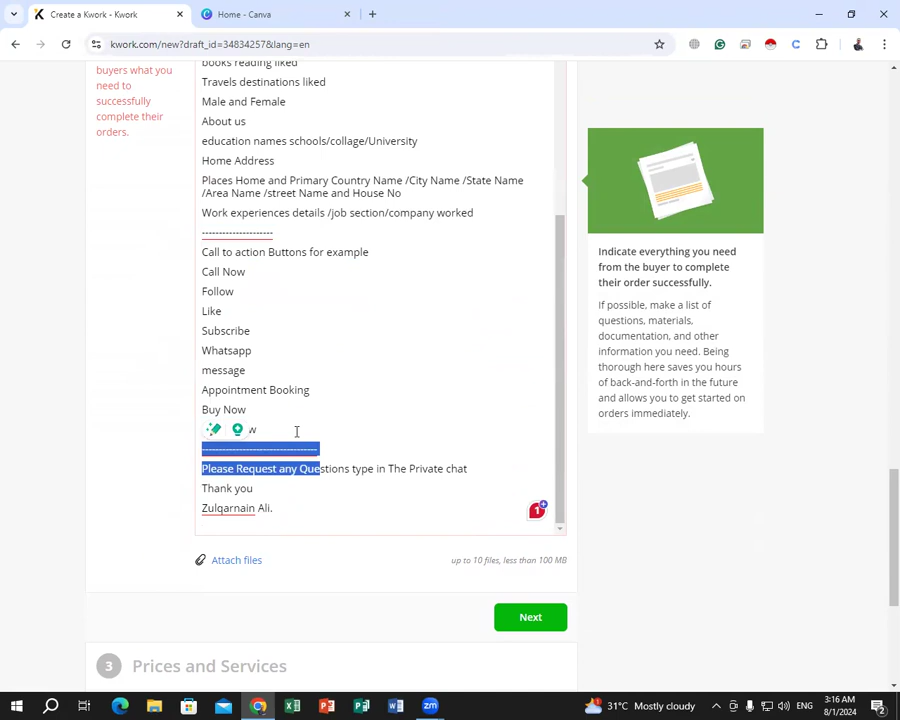 Create a Kwork - Kwork
Home - Canva
kwork.com/new?draft_id=34834257&lang=en
buyers what you
need to
successfully
complete their
orders.
books reading liked
Travels destinations liked
Male and Female
About us
education names schools/collage/University
Home Address
Places Home and Primary Country Name /City Name /State Name
/Area Name /street Name and House No
Work experiences details /job section/company worked
--------------------
Call to action Buttons for example
Call Now
Follow
Like
Subscribe
Whatsapp
message
Appointment Booking
Buy Now
w
---------------------------------
Please Request any Questions type in The Private chat
Thank you
Zulqarnain Ali.
1
Attach files
up to 10 files, less than 100 MB
Next
3 Prices and Services
Indicate everything you need
from the buyer to complete
their order successfully.
If possible, make a list of
questions, materials,
documentation, and other
information you need. Being
thorough here saves you hours
of back-and-forth in the future
and allows you to get started on
orders immediately.
31°C Mostly cloudy
3:16 AM
8/1/2024
2